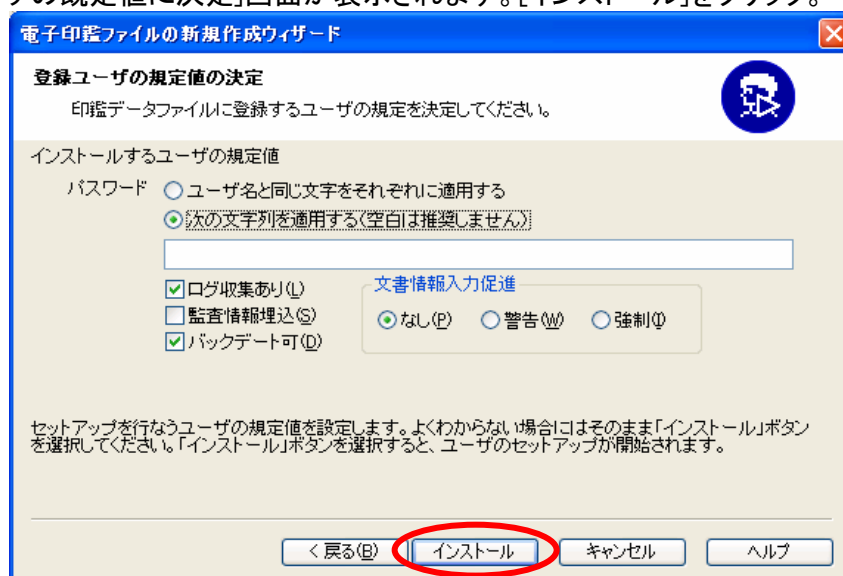 ザの既定値に決定」画面が表示されます。[インストール]をクリック。
電子印鑑ファイルの新規作成ウィザード
登録ユーザの規定値の決定
印鑑データファイルに登録するユーザの規定を決定してください。
インストールするユーザの規定値
パスワード
ユーザ名と同じ文字をそれぞれに適用する
次の文字列を適用する(空白は推奨しません)
ログ収集あり(L)
監査情報埋込(S)
バックデート可(D)
文書情報入力促進
なし(P) 警告(W) 強制(I)
セットアップを行なうユーザの規定値を設定します。よくわからない場合にはそのまま「インストール」ボタン
を選択してください。「インストール」ボタンを選択すると、ユーザのセットアップが開始されます。
< 戻る(B) インストール キャンセル ヘルプ